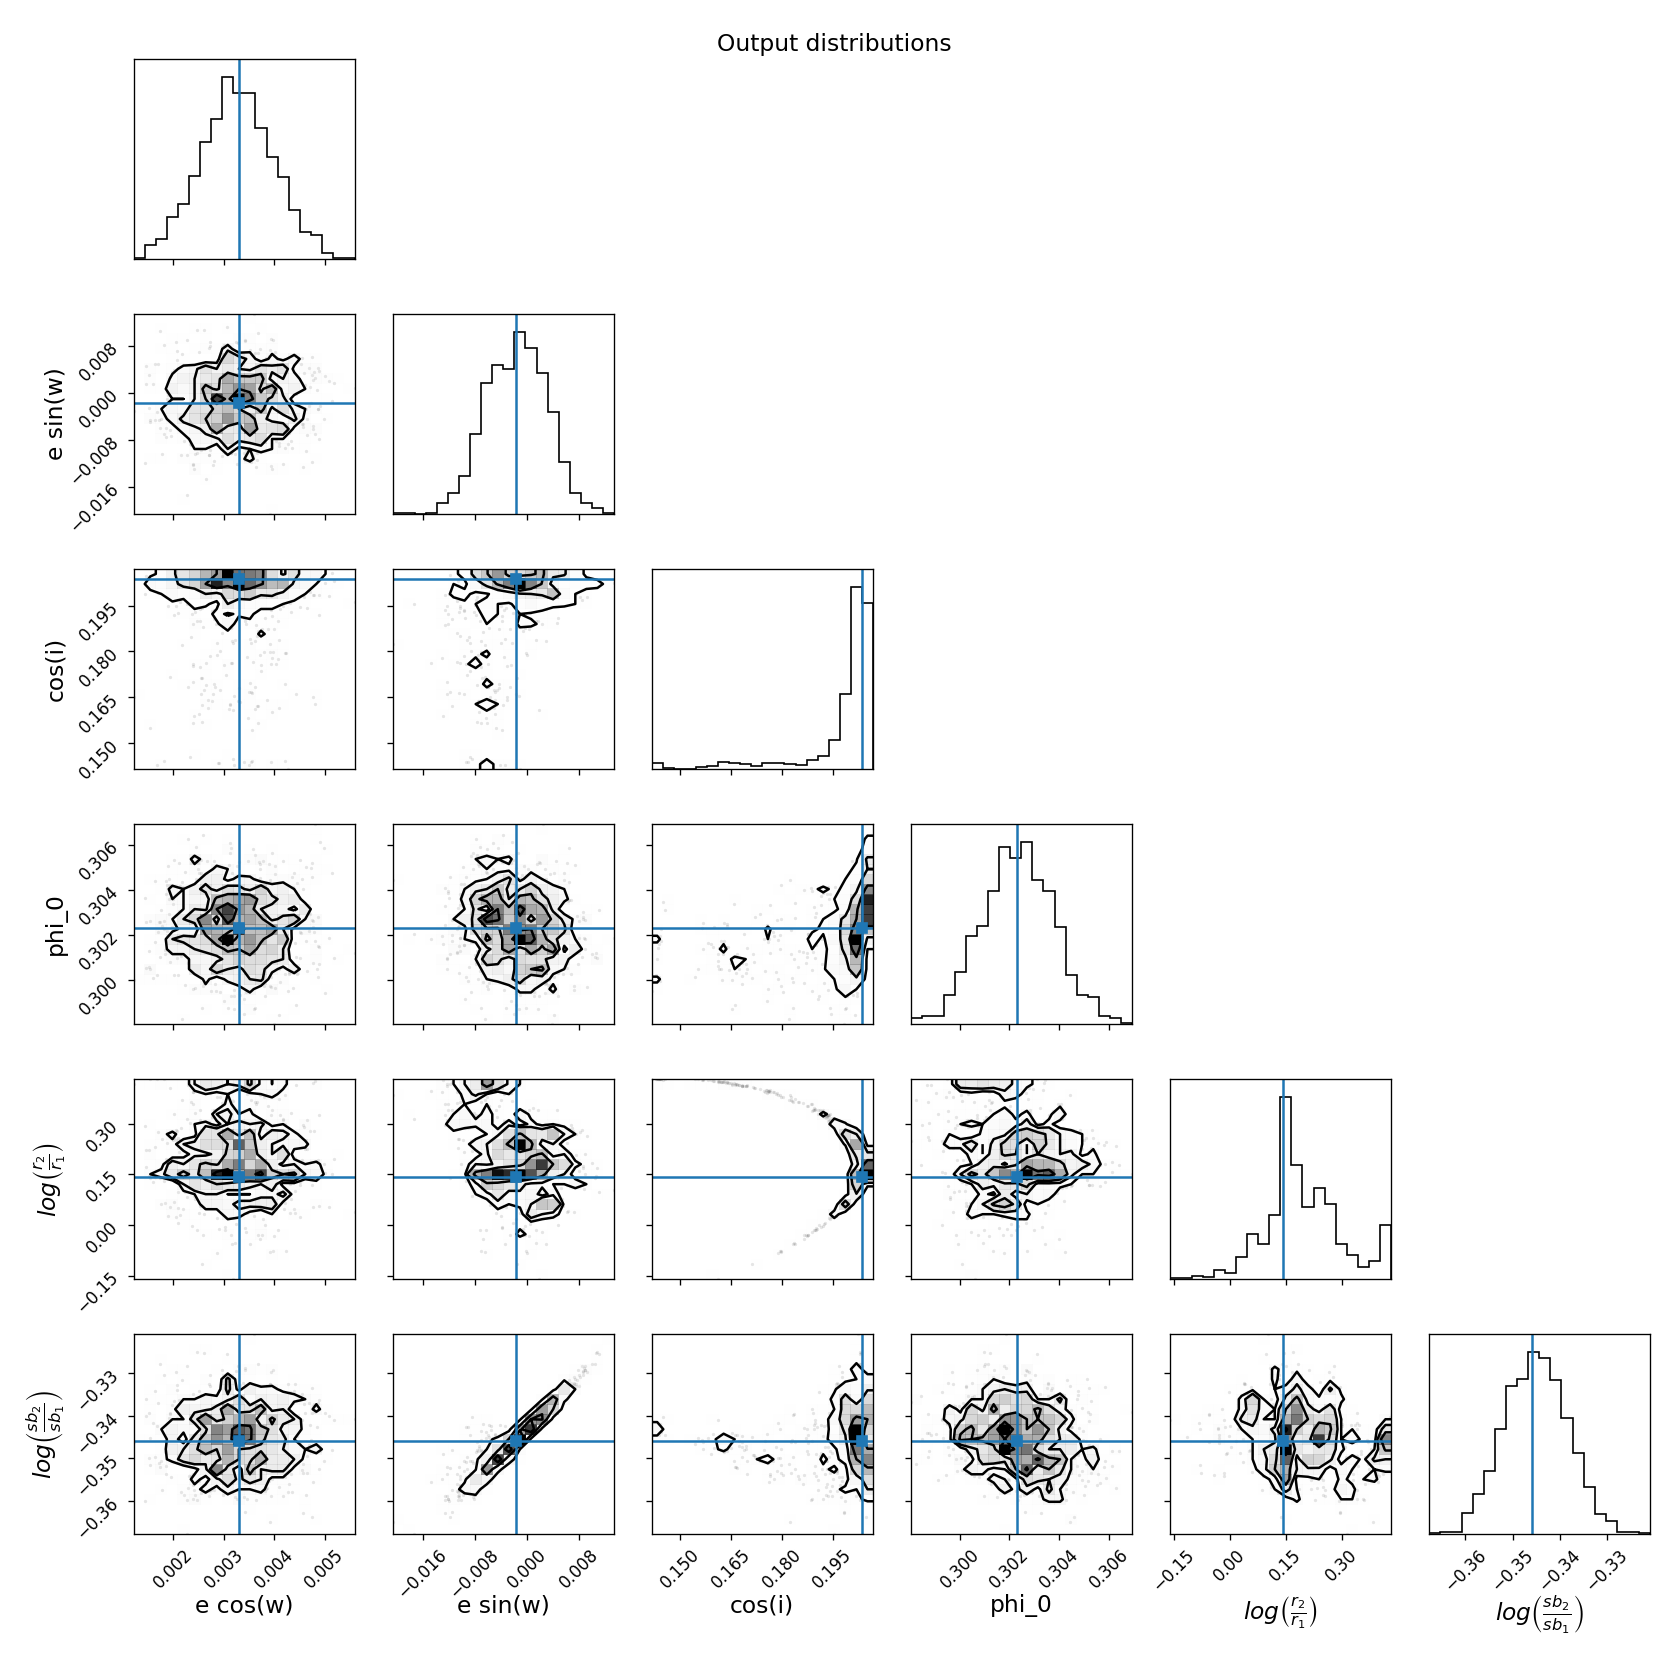 Output distributions
e sin(w)
0.008
0.000
−0.008
−0.016
cos(i)
0.195
0.180
0.165
0.150
phi_0
0.306
0.304
0.302
0.300
log(r₂/r₁)
0.30
0.15
0.00
−0.15
log(sb₂/sb₁)
−0.33
−0.34
−0.35
−0.36
0.002 0.003 0.004 0.005
−0.016 −0.008 0.000 0.008
0.150 0.165 0.180 0.195
0.300 0.302 0.304 0.306
−0.15 0.00 0.15 0.30
−0.36 −0.35 −0.34 −0.33
e cos(w) e sin(w) cos(i) phi_0 log(r₂/r₁) log(sb₂/sb₁)